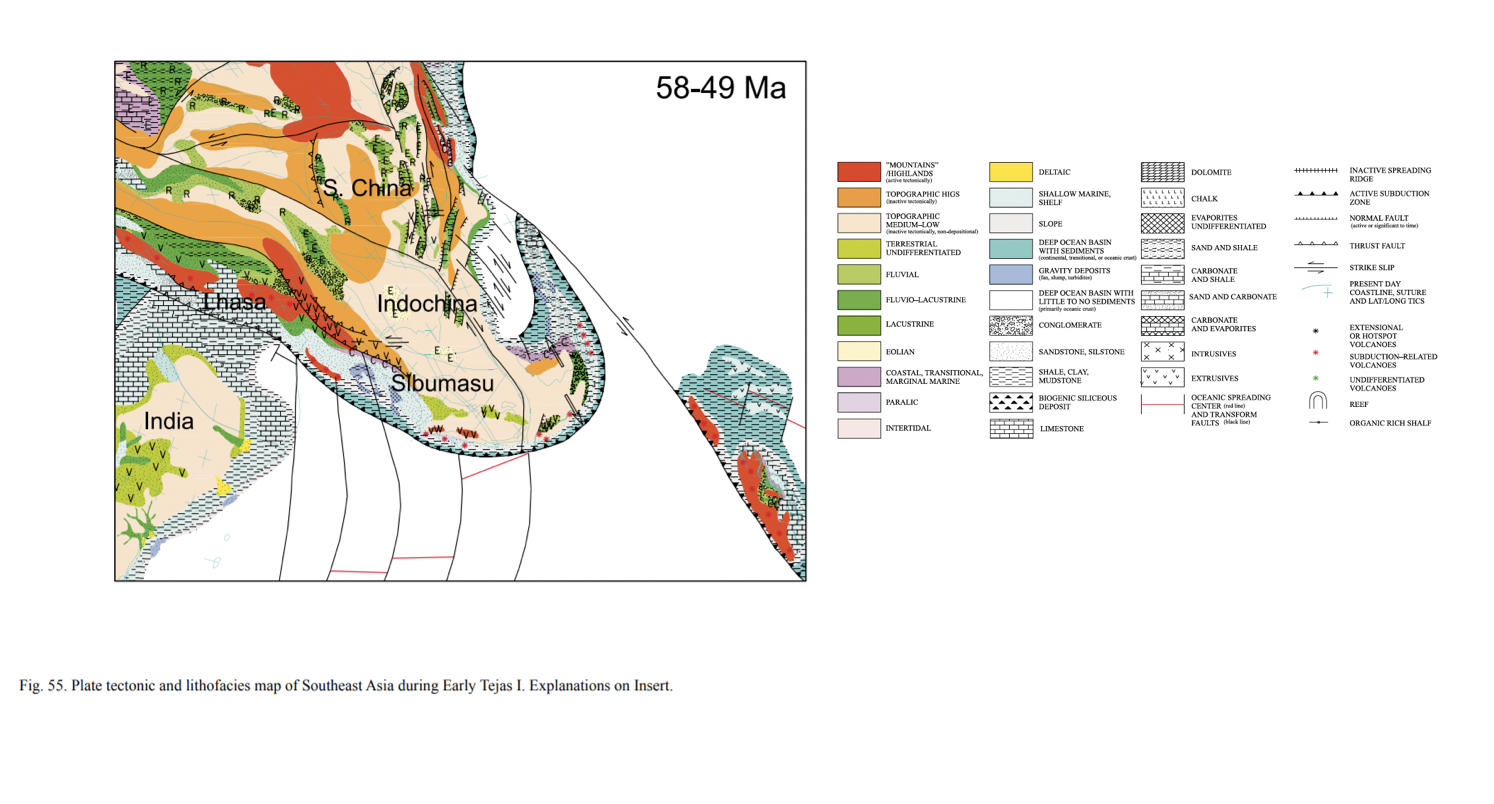 58-49 Ma
S. China
Lhasa
Indochina
Sibumasu
India
"MOUNTAINS"
/HIGHLANDS
(active tectonically)
TOPOGRAPHIC HIGS
(inactive tectonically)
TOPOGRAPHIC
MEDIUM–LOW
(inactive tectonically, non-depositional)
TERRESTRIAL
UNDIFFERENTIATED
FLUVIAL
FLUVIO–LACUSTRINE
LACUSTRINE
EOLIAN
COASTAL, TRANSITIONAL,
MARGINAL MARINE
PARALIC
INTERTIDAL
DELTAIC
SHALLOW MARINE,
SHELF
SLOPE
DEEP OCEAN BASIN
WITH SEDIMENTS
(continental, transitional, or oceanic crust)
GRAVITY DEPOSITS
(fan, slump, turbidites)
DEEP OCEAN BASIN WITH
LITTLE TO NO SEDIMENTS
(primarily oceanic crust)
CONGLOMERATE
SANDSTONE, SILSTONE
SHALE, CLAY,
MUDSTONE
BIOGENIC SILICEOUS
DEPOSIT
LIMESTONE
DOLOMITE
CHALK
EVAPORITES
UNDIFFERENTIATED
SAND AND SHALE
CARBONATE
AND SHALE
SAND AND CARBONATE
CARBONATE
AND EVAPORITES
INTRUSIVES
EXTRUSIVES
OCEANIC SPREADING
CENTER (red line)
AND TRANSFORM
FAULTS (black line)
INACTIVE SPREADING
RIDGE
ACTIVE SUBDUCTION
ZONE
NORMAL FAULT
(active or significant to time)
THRUST FAULT
STRIKE SLIP
PRESENT DAY
COASTLINE, SUTURE
AND LAT/LONG TICS
EXTENSIONAL
OR HOTSPOT
VOLCANOES
SUBDUCTION–RELATED
VOLCANOES
UNDIFFERENTIATED
VOLCANOES
REEF
ORGANIC RICH SHALF
Fig. 55. Plate tectonic and lithofacies map of Southeast Asia during Early Tejas I. Explanations on Insert.